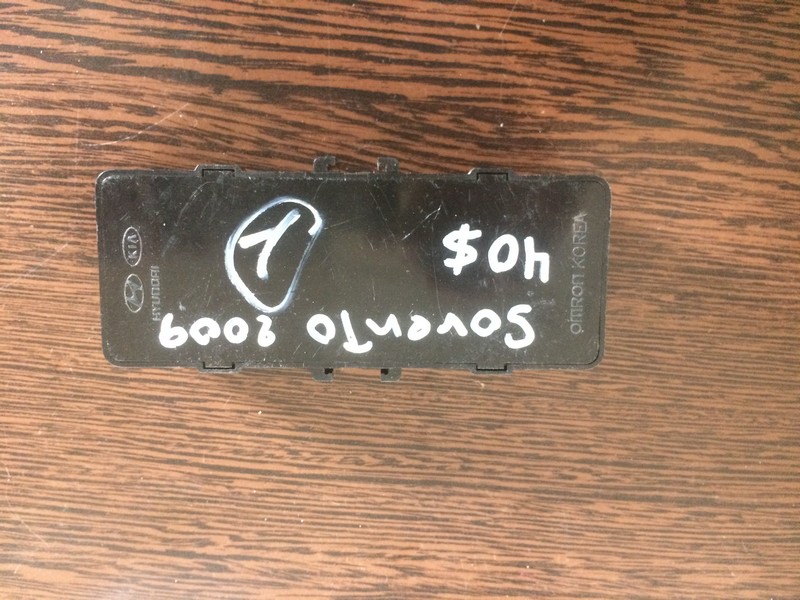 40$
Sorento 2009
1
KIA
HYUNDAI
OMRON KOREA